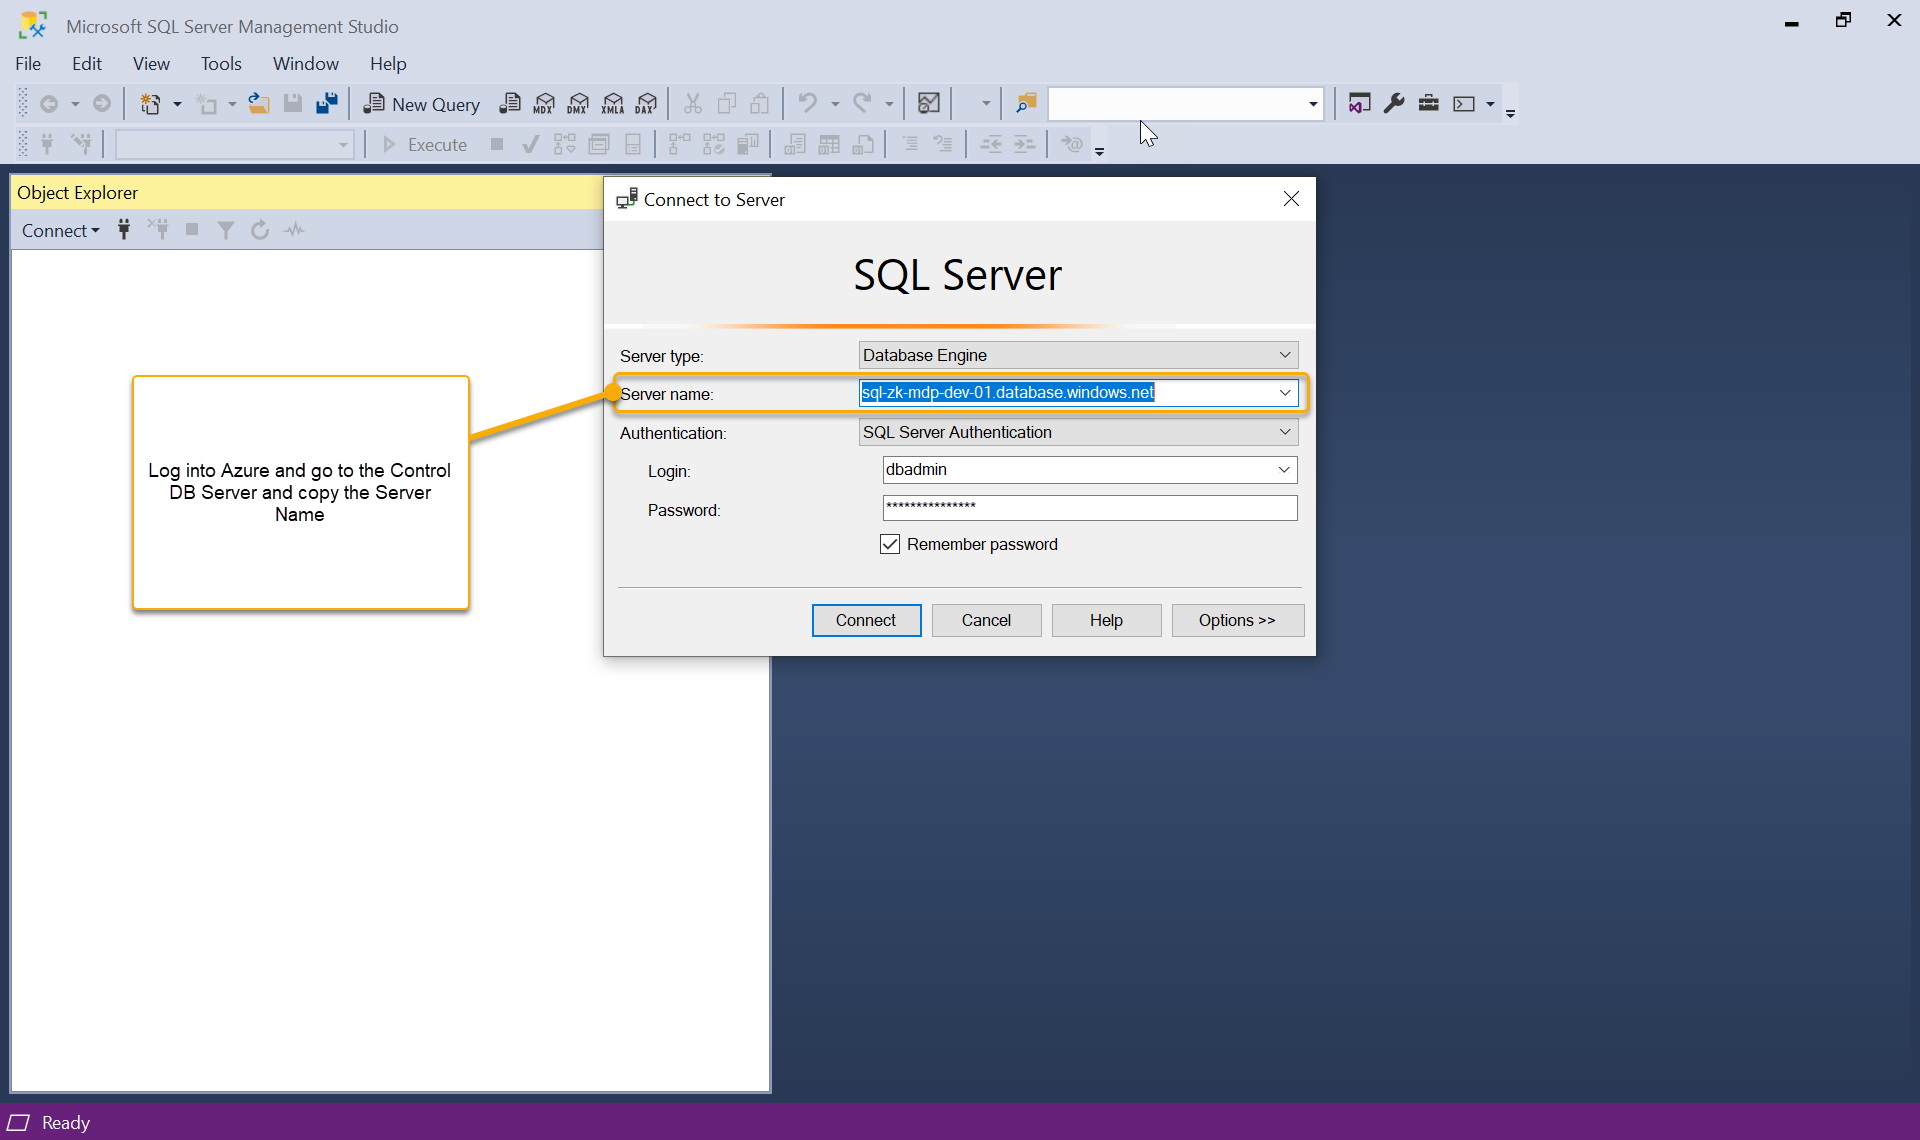 Microsoft SQL Server Management Studio
File Edit View Tools Window Help
New Query MDX DMX XMLA DAX
Execute
Object Explorer
Connect
Connect to Server
SQL Server
Server type: Database Engine
Server name: sql-zk-mdp-dev-01.database.windows.net
Authentication: SQL Server Authentication
Login: dbadmin
Password: ***************
Remember password
Connect Cancel Help Options >>
Log into Azure and go to the Control
DB Server and copy the Server
Name
Ready